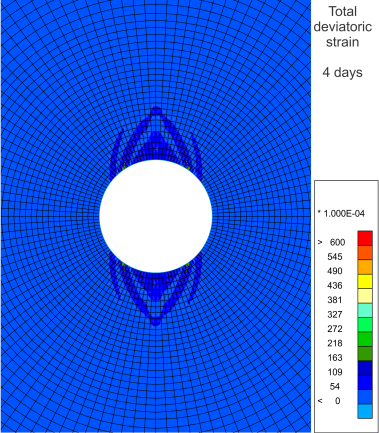 Total
deviatoric
strain
4 days
* 1.000E-04
> 600
545
490
436
381
327
272
218
163
109
54
< 0